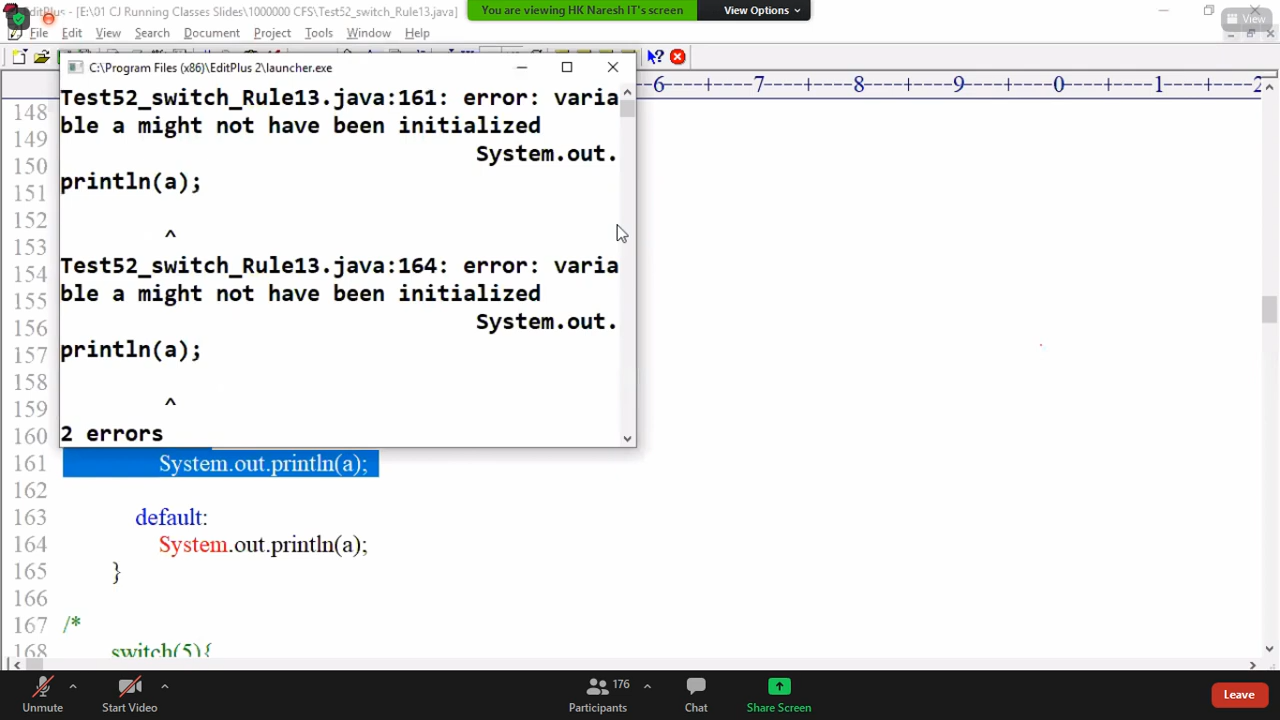 EditPlus - [E:\01 CJ Running Classes Slides\1000000 CFS\Test52_switch_Rule13.java]
You are viewing HK Naresh IT's screen
View Options
View
File Edit View Search Document Project Tools Window Help
C:\Program Files (x86)\EditPlus 2\launcher.exe
-6----+----7----+----8----+----9----+----0----+----1----+----2
Test52_switch_Rule13.java:161: error: varia
ble a might not have been initialized
System.out.
println(a);
^
Test52_switch_Rule13.java:164: error: varia
ble a might not have been initialized
System.out.
println(a);
^
2 errors
148
149
150
151
152
153
154
155
156
157
158
159
160
161 System.out.println(a);
162
163 default:
164 System.out.println(a);
165 }
166
167 /*
168 switch(5){
Unmute
Start Video
176
Participants
Chat
Share Screen
Leave